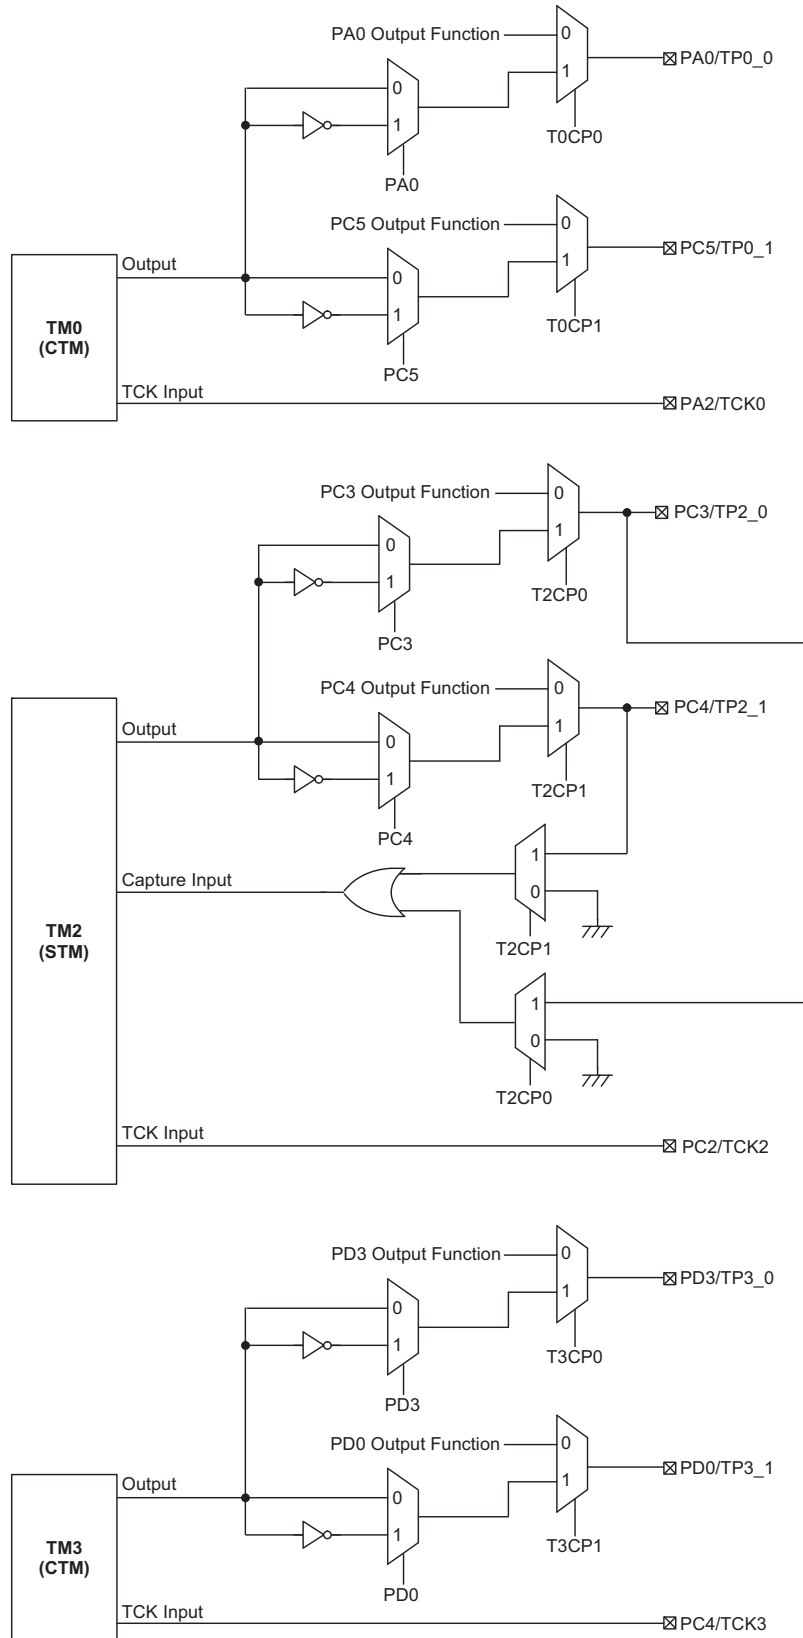 PA0 Output Function
0
1
PA0/TP0_0
0
1
T0CP0
PA0
PC5 Output Function
0
1
PC5/TP0_1
Output
0
1
T0CP1
TM0
(CTM)
PC5
TCK Input
PA2/TCK0
PC3 Output Function
0
1
PC3/TP2_0
0
1
T2CP0
PC3
PC4 Output Function
0
1
PC4/TP2_1
Output
0
1
T2CP1
PC4
Capture Input
1
0
TM2
(STM)
T2CP1
1
0
T2CP0
TCK Input
PC2/TCK2
PD3 Output Function
0
1
PD3/TP3_0
0
1
T3CP0
PD3
PD0 Output Function
0
1
PD0/TP3_1
Output
0
1
T3CP1
TM3
(CTM)
PD0
TCK Input
PC4/TCK3